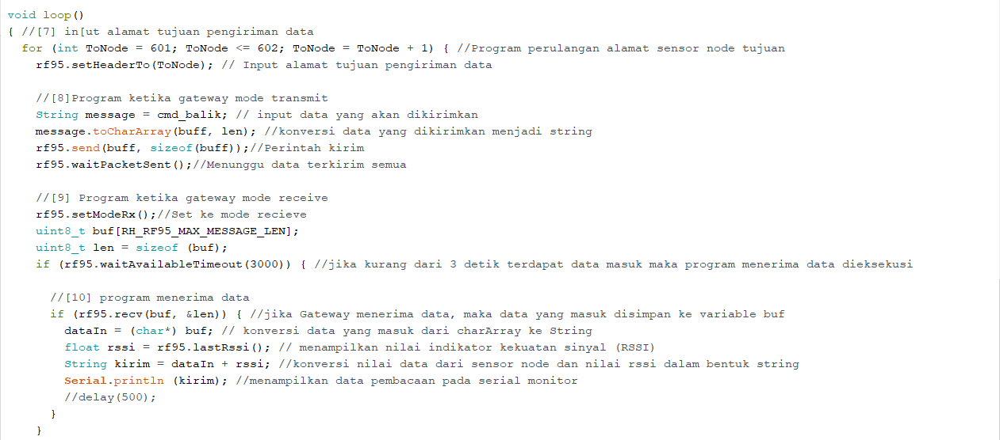 void loop()
{ //[7] in[ut alamat tujuan pengiriman data
for (int ToNode = 601; ToNode <= 602; ToNode = ToNode + 1) { //Program perulangan alamat sensor node tujuan
rf95.setHeaderTo(ToNode); // Input alamat tujuan pengiriman data
//[8]Program ketika gateway mode transmit
String message = cmd_balik; // input data yang akan dikirimkan
message.toCharArray(buff, len); //konversi data yang dikirimkan menjadi string
rf95.send(buff, sizeof(buff));//Perintah kirim
rf95.waitPacketSent();//Menunggu data terkirim semua
//[9] Program ketika gateway mode receive
rf95.setModeRx();//Set ke mode recieve
uint8_t buf[RH_RF95_MAX_MESSAGE_LEN];
uint8_t len = sizeof (buf);
if (rf95.waitAvailableTimeout(3000)) { //jika kurang dari 3 detik terdapat data masuk maka program menerima data dieksekusi
//[10] program menerima data
if (rf95.recv(buf, &len)) { //jika Gateway menerima data, maka data yang masuk disimpan ke variable buf
dataIn = (char*) buf; // konversi data yang masuk dari charArray ke String
float rssi = rf95.lastRssi(); // menampilkan nilai indikator kekuatan sinyal (RSSI)
String kirim = dataIn + rssi; //konversi nilai data dari sensor node dan nilai rssi dalam bentuk string
Serial.println (kirim); //menampilkan data pembacaan pada serial monitor
//delay(500);
}
}